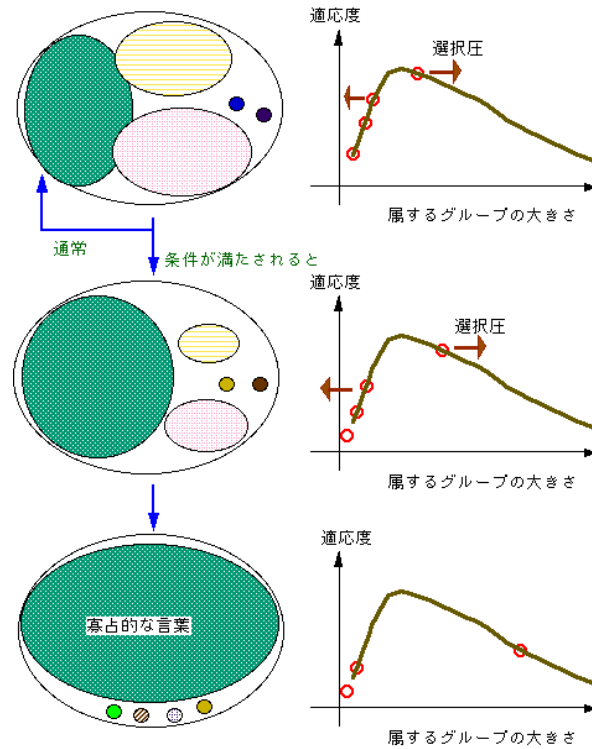 適応度
選択圧
属するグループの大きさ
通常
条件が満たされると
適応度
選択圧
属するグループの大きさ
適応度
寡占的な言葉
属するグループの大きさ